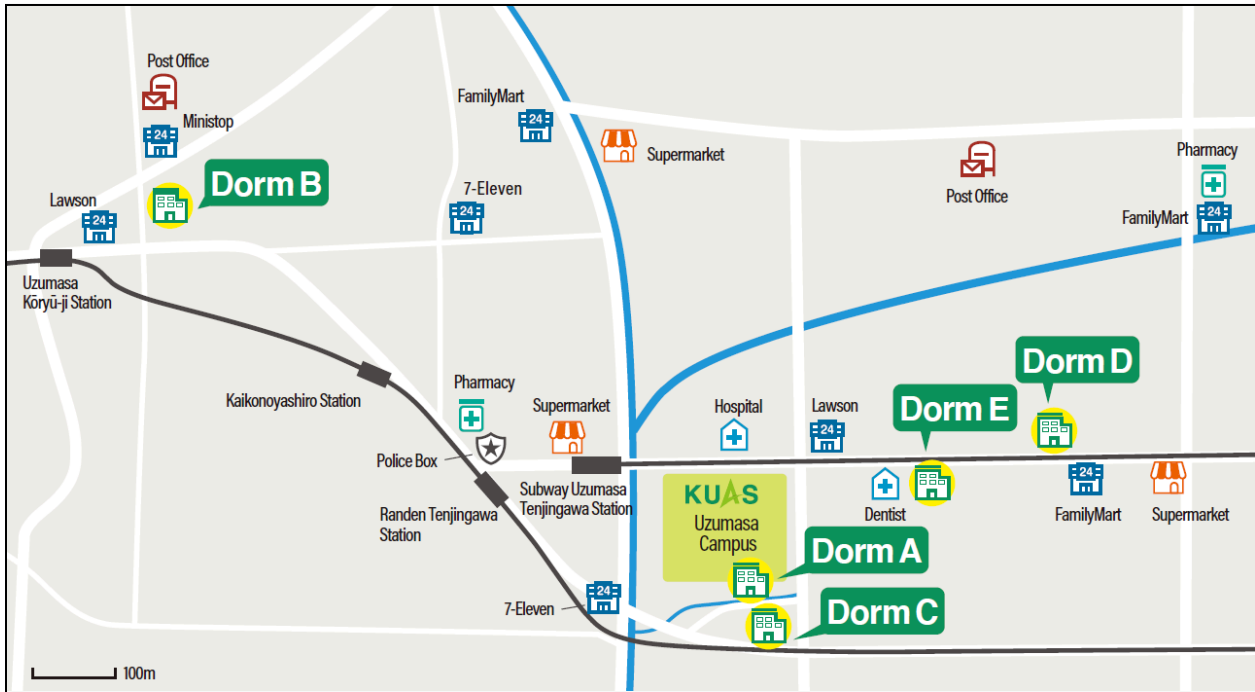 Post Office
24
Ministop
Dorm B
Lawson
24
Uzumasa
Kōryū-ji Station
FamilyMart
24
Supermarket
7-Eleven
24
Post Office
Pharmacy
FamilyMart
24
Kaikonoyashiro Station
Pharmacy
Police Box
Randen Tenjingawa
Station
Supermarket
Subway Uzumasa
Tenjingawa Station
Hospital
Lawson
24
Dorm E
Dorm D
KUAS
Uzumasa
Campus
Dentist
24
FamilyMart
Supermarket
Dorm A
7-Eleven
24
Dorm C
100m